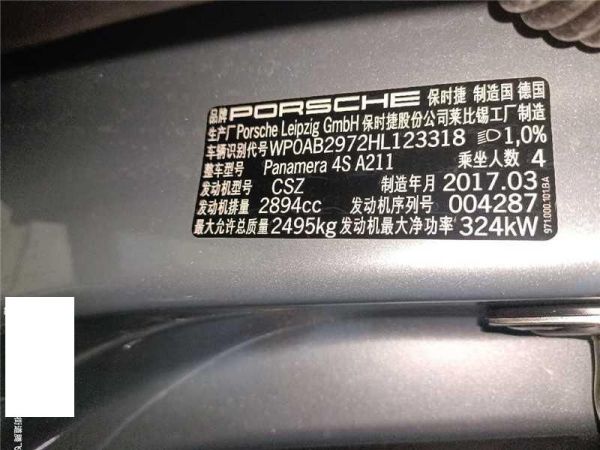 品牌 PORSCHE 保时捷 制造国 德国
生产厂 Porsche Leipzig GmbH 保时捷股份公司莱比锡工厂制造
车辆识别代号 WP0AB2972HL123318 1,0%
整车型号 Panamera 4S A211 乘坐人数 4
发动机型号 CSZ 制造年月 2017.03
发动机排量 2894cc 发动机序列号 004287
最大允许总质量 2495kg 发动机最大净功率 324kW
971.000.101.BA